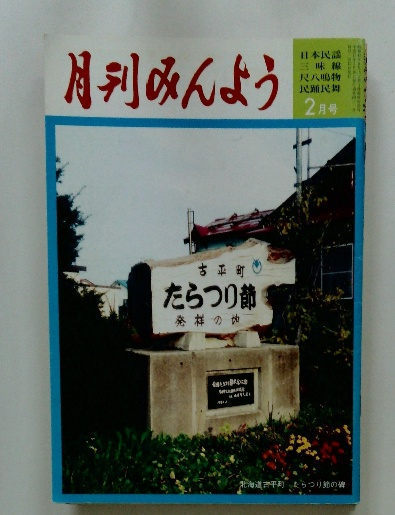 月刊みんよう
日本民謡
三味線
尺八鳴物
民踊民舞
2月号
古平町
たらつり節
発祥の地
北海道古平町 たらつり節の碑